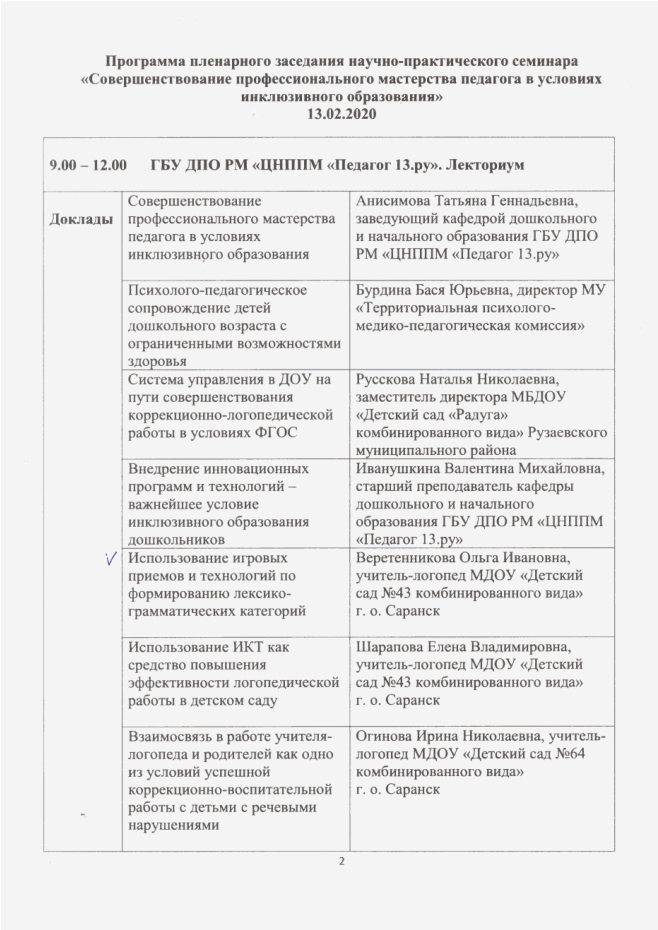 Программа пленарного заседания научно-практического семинара
«Совершенствование профессионального мастерства педагога в условиях
инклюзивного образования»
13.02.2020
9.00 – 12.00 ГБУ ДПО РМ «ЦНППМ «Педагог 13.ру». Лекториум
Доклады
Совершенствование
профессионального мастерства
педагога в условиях
инклюзивного образования
Анисимова Татьяна Геннадьевна,
заведующий кафедрой дошкольного
и начального образования ГБУ ДПО
РМ «ЦНППМ «Педагог 13.ру»
Психолого-педагогическое
сопровождение детей
дошкольного возраста с
ограниченными возможностями
здоровья
Бурдина Бася Юрьевна, директор МУ
«Территориальная психолого-
медико-педагогическая комиссия»
Система управления в ДОУ на
пути совершенствования
коррекционно-логопедической
работы в условиях ФГОС
Русскова Наталья Николаевна,
заместитель директора МБДОУ
«Детский сад «Радуга»
комбинированного вида» Рузаевского
муниципального района
Внедрение инновационных
программ и технологий –
важнейшее условие
инклюзивного образования
дошкольников
Иванушкина Валентина Михайловна,
старший преподаватель кафедры
дошкольного и начального
образования ГБУ ДПО РМ «ЦНППМ
«Педагог 13.ру»
Использование игровых
приемов и технологий по
формированию лексико-
грамматических категорий
Веретенникова Ольга Ивановна,
учитель-логопед МДОУ «Детский
сад №43 комбинированного вида»
г. о. Саранск
Использование ИКТ как
средство повышения
эффективности логопедической
работы в детском саду
Шарапова Елена Владимировна,
учитель-логопед МДОУ «Детский
сад №43 комбинированного вида»
г. о. Саранск
Взаимосвязь в работе учителя-
логопеда и родителей как одно
из условий успешной
коррекционно-воспитательной
работы с детьми с речевыми
нарушениями
Огинова Ирина Николаевна, учитель-
логопед МДОУ «Детский сад №64
комбинированного вида»
г. о. Саранск
2